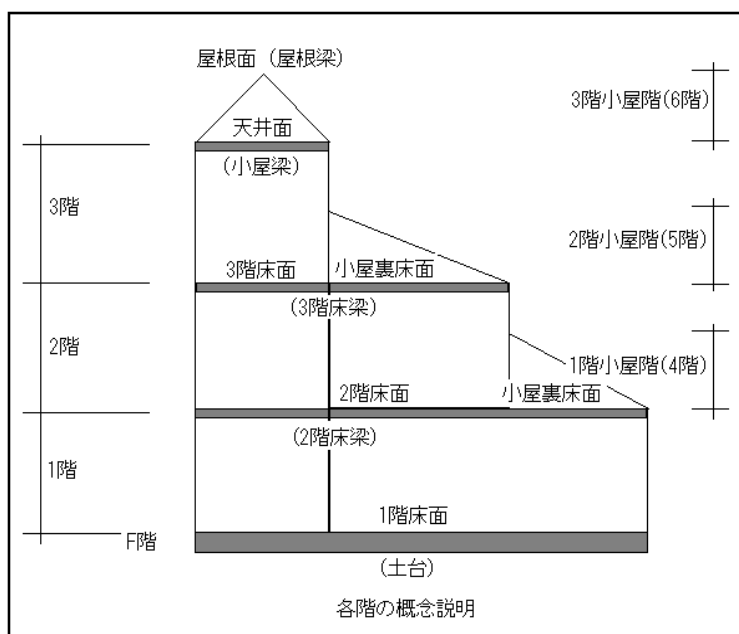 屋根面（屋根梁）
3階小屋階(6階)
天井面
(小屋梁)
3階
2階小屋階(5階)
3階床面
小屋裏床面
(3階床梁)
2階
1階小屋階(4階)
2階床面
小屋裏床面
(2階床梁)
1階
1階床面
F階
(土台)
各階の概念説明